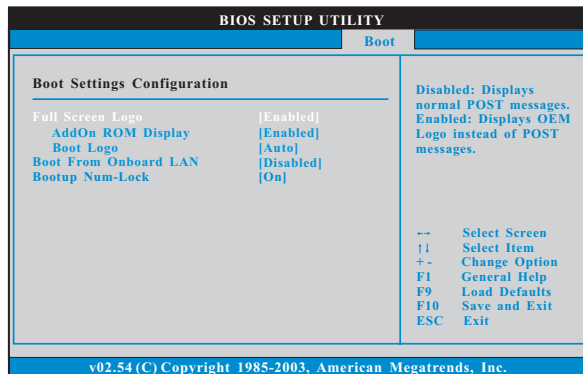 BIOS SETUP UTILITY
Boot
Boot Settings Configuration
Full Screen Logo [Enabled]
AddOn ROM Display [Enabled]
Boot Logo [Auto]
Boot From Onboard LAN [Disabled]
Bootup Num-Lock [On]
Disabled: Displays
normal POST messages.
Enabled: Displays OEM
Logo instead of POST
messages.
←→ Select Screen
↑↓ Select Item
+ - Change Option
F1 General Help
F9 Load Defaults
F10 Save and Exit
ESC Exit
v02.54 (C) Copyright 1985-2003, American Megatrends, Inc.